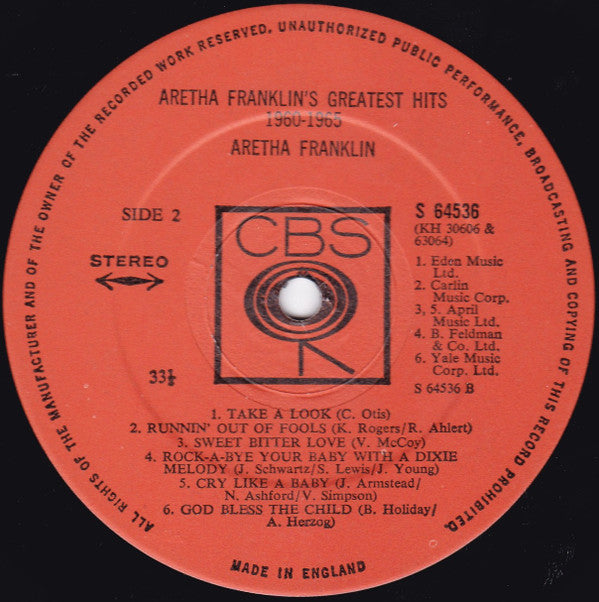 ALL RIGHTS OF THE MANUFACTURER AND OF THE OWNER OF THE RECORDED WORK RESERVED. UNAUTHORIZED PUBLIC PERFORMANCE, BROADCASTING AND COPYING OF THIS RECORD PROHIBITED.
ARETHA FRANKLIN'S GREATEST HITS
1960-1965
ARETHA FRANKLIN
SIDE 2
STEREO
33⅓
CBS
S 64536
(KH 30606 &
63064)
1. Eden Music
Ltd.
2. Carlin
Music Corp.
3, 5. April
Music Ltd.
4. B. Feldman
& Co. Ltd.
6. Yale Music
Corp. Ltd.
S 64536 B
1. TAKE A LOOK (C. Otis)
2. RUNNIN' OUT OF FOOLS (K. Rogers/R. Ahlert)
3. SWEET BITTER LOVE (V. McCoy)
4. ROCK-A-BYE YOUR BABY WITH A DIXIE
MELODY (J. Schwartz/S. Lewis/J. Young)
5. CRY LIKE A BABY (J. Armstead/
N. Ashford/V. Simpson)
6. GOD BLESS THE CHILD (B. Holiday/
A. Herzog)
MADE IN ENGLAND